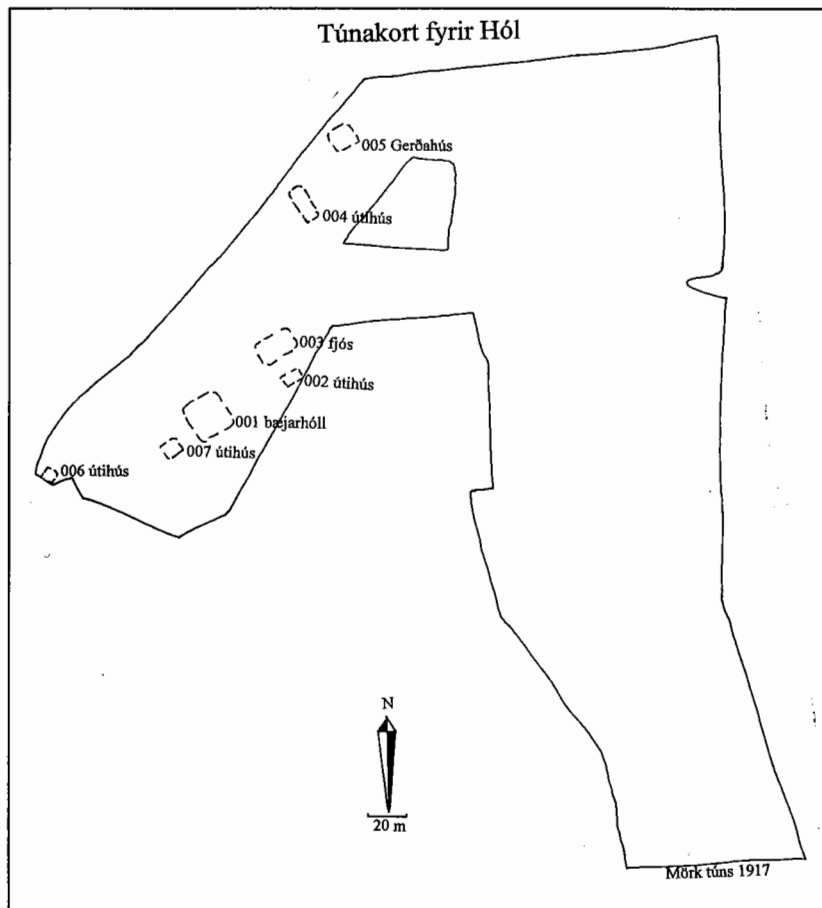 Túnakort fyrir Hól
005 Gerðahús
004 útihús
003 fjós
002 útihús
001 bæjarhóll
007 útihús
006 útihús
N
20 m
Mörk túns 1917